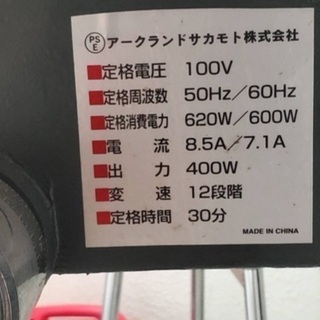 PS
E アークランドサカモト株式会社
■定格電圧 100V
■定格周波数 50Hz／60Hz
■定格消費電力 620W／600W
■電流 8.5A／7.1A
■出力 400W
■変速 12段階
■定格時間 30分
MADE IN CHINA